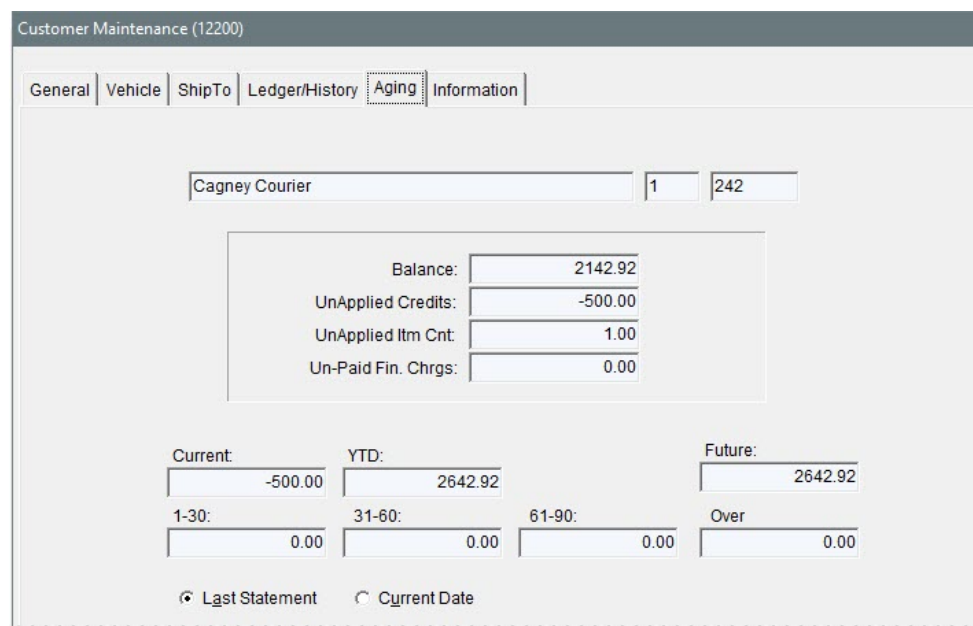 Customer Maintenance (12200)
General Vehicle ShipTo Ledger/History Aging Information
Cagney Courier 1 242
Balance: 2142.92
UnApplied Credits: -500.00
UnApplied Itm Cnt: 1.00
Un-Paid Fin. Chrgs: 0.00
Current: YTD: Future:
-500.00 2642.92 2642.92
1-30: 31-60: 61-90: Over
0.00 0.00 0.00 0.00
Last Statement Current Date